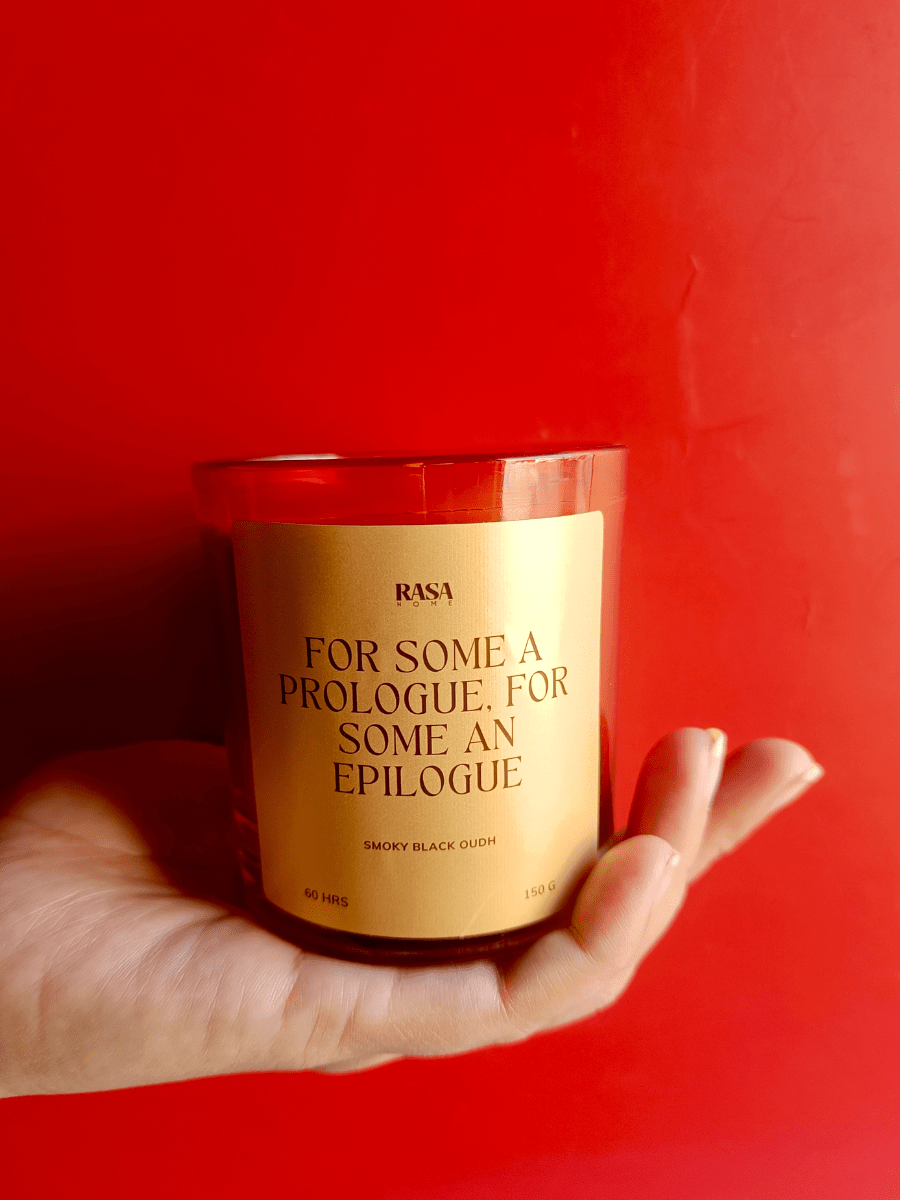 RASA
HOME
FOR SOME A
PROLOGUE, FOR
SOME AN
EPILOGUE
SMOKY BLACK OUDH
60 HRS 150 G